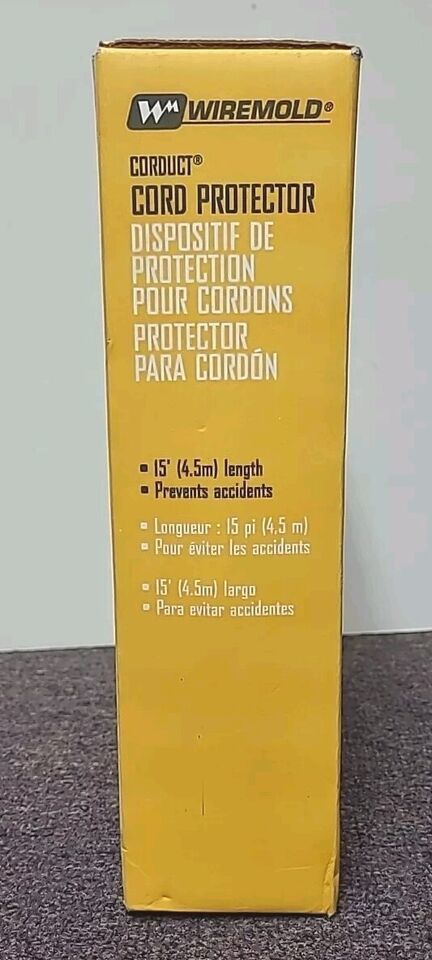 WM WIREMOLD®
CORDUCT®
CORD PROTECTOR
DISPOSITIF DE
PROTECTION
POUR CORDONS
PROTECTOR
PARA CORDÓN
▪ 15' (4.5m) length
▪ Prevents accidents
▪ Longueur : 15 pi (4,5 m)
▪ Pour éviter les accidents
▪ 15' (4.5m) largo
▪ Para evitar accidentes